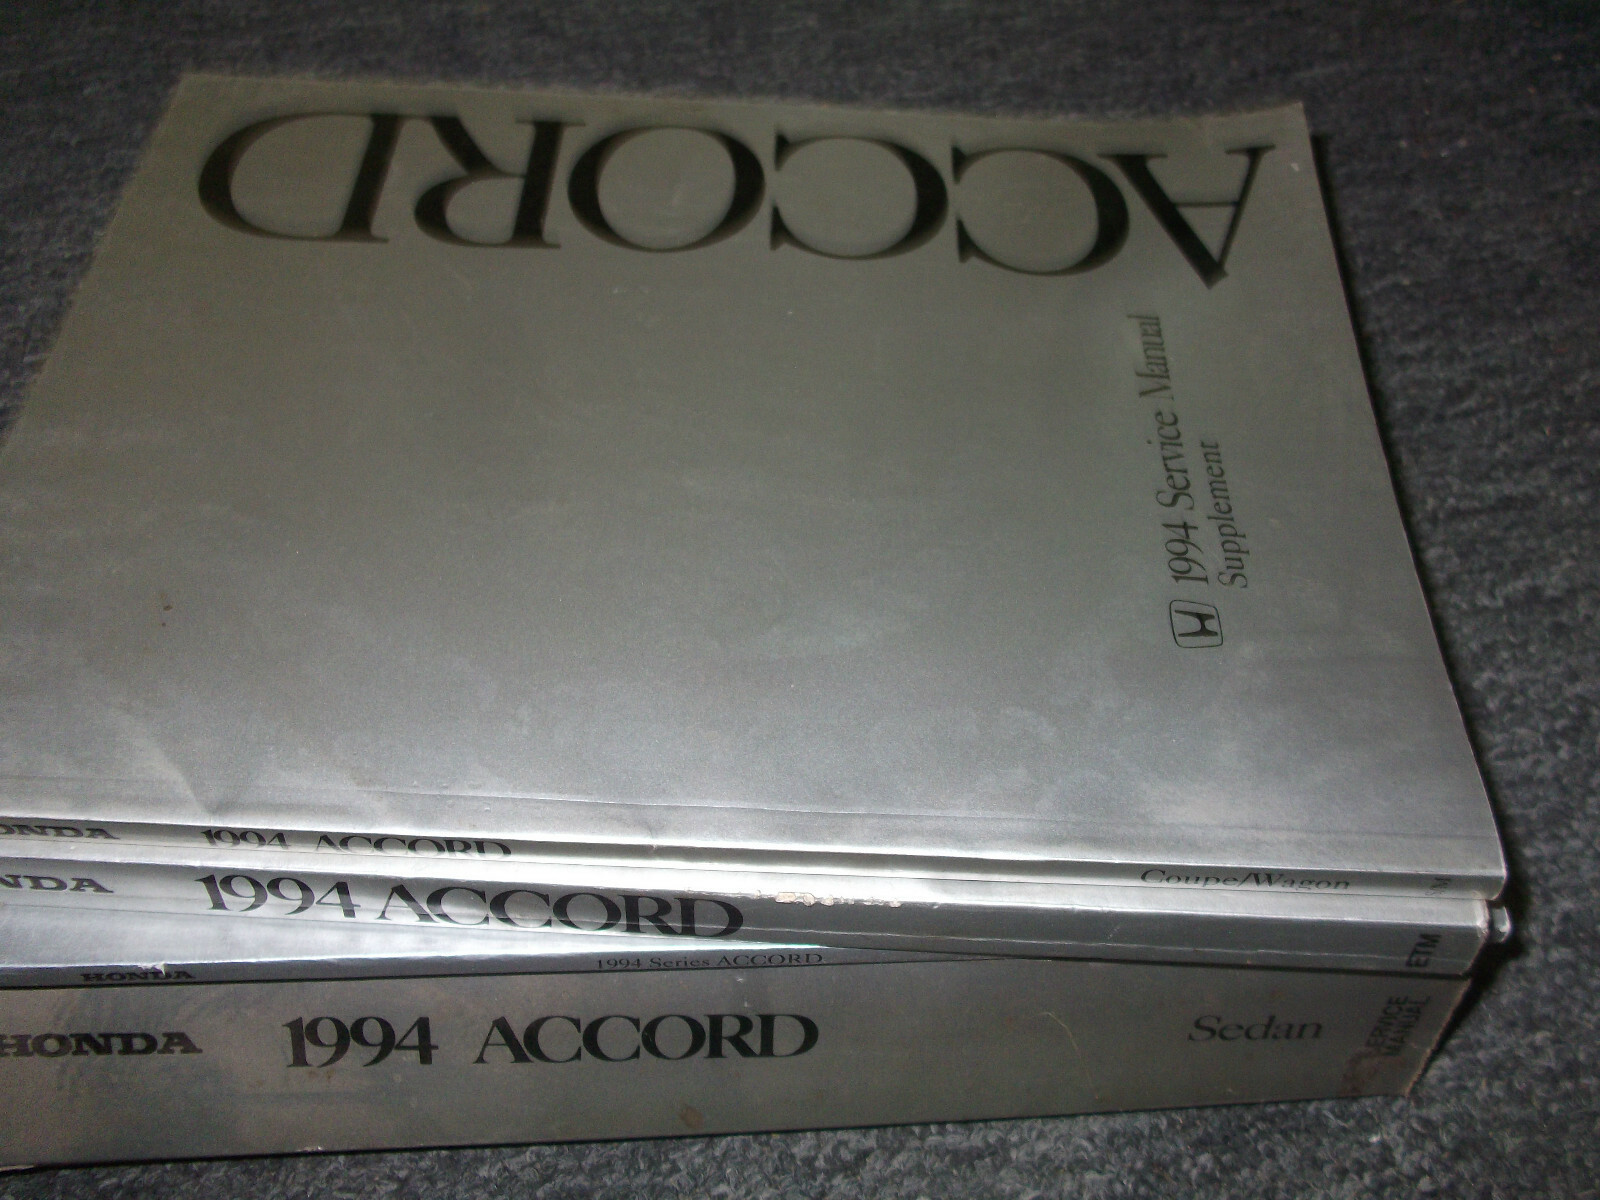 ACCORD
1994 Service Manual
Supplement
HONDA 1994 ACCORD Coupe/Wagon
1994 ACCORD ETM
HONDA 1994 Series ACCORD
HONDA 1994 ACCORD Sedan SERVICE
MANUAL